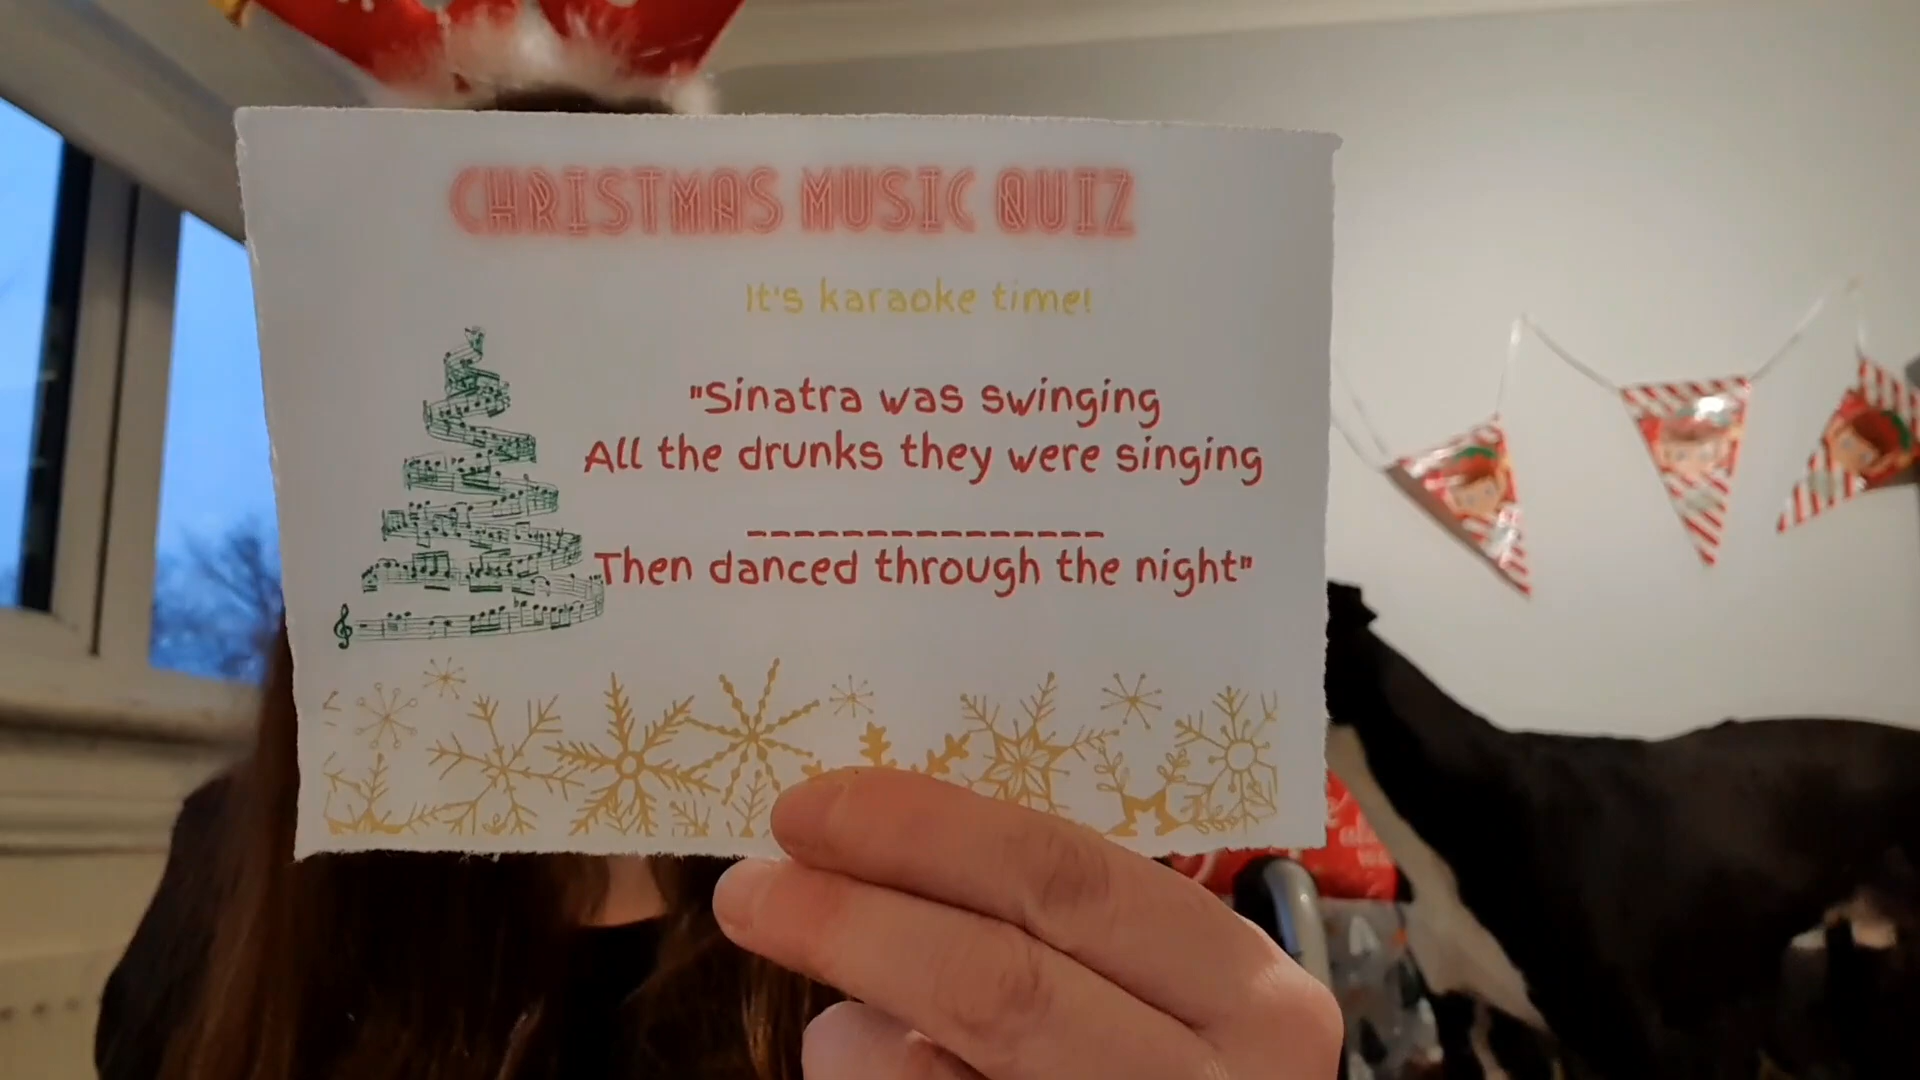 CHRISTMAS MUSIC QUIZ
It's karaoke time!
"Sinatra was swinging
All the drunks they were singing
_______________
Then danced through the night"